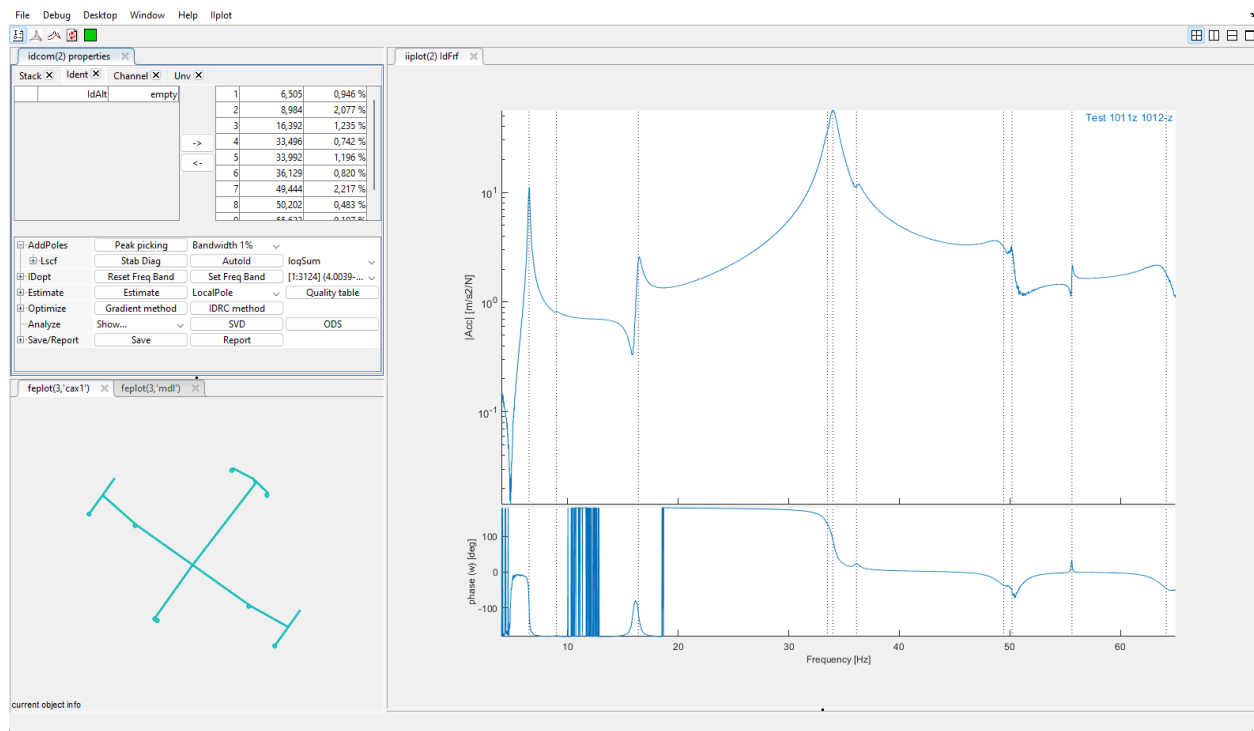 File Debug Desktop Window Help Iiplot
idcom(2) properties
Stack Ident Channel Unv
IdAlt empty
1 6,505 0,946 %
2 8,984 2,077 %
3 16,392 1,235 %
4 33,496 0,742 %
5 33,992 1,196 %
6 36,129 0,820 %
7 49,444 2,217 %
8 50,202 0,483 %
->
<-
AddPoles Peak picking Bandwidth 1%
Lscf Stab Diag AutoId logSum
IDopt Reset Freq Band Set Freq Band [1:3124] (4.0039-...
Estimate Estimate LocalPole Quality table
Optimize Gradient method IDRC method
Analyze Show... SVD ODS
Save/Report Save Report
feplot(3,'cax1') feplot(3,'mdl')
current object info
iiplot(2) IdFrf
Test 1011z 1012-z
|Acc| [m/s2/N]
10^1
10^0
10^-1
phase (w) [deg]
100
0
-100
10 20 30 40 50 60
Frequency [Hz]